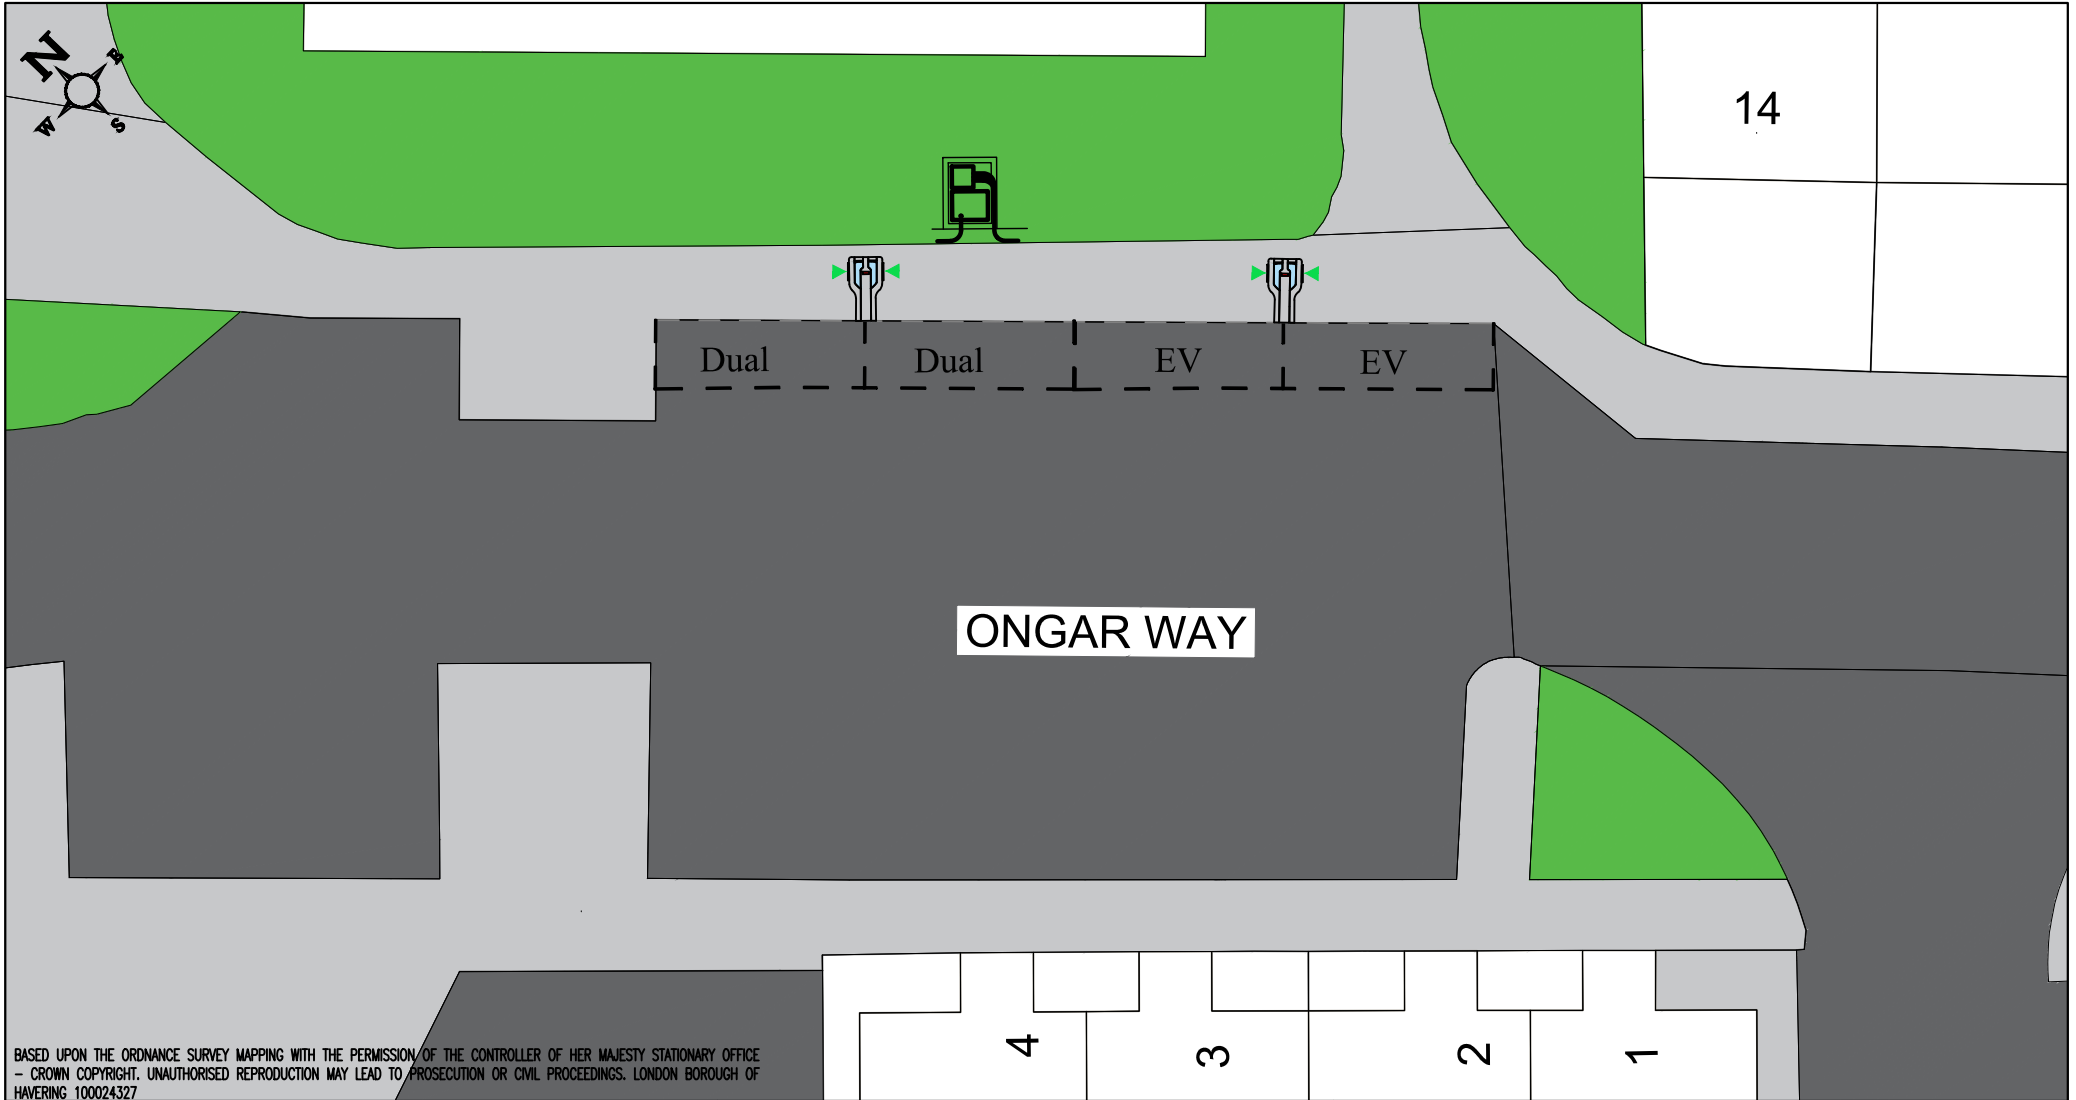 N
E
W
S
14
Dual
Dual
EV
EV
ONGAR WAY
4
3
2
1
BASED UPON THE ORDNANCE SURVEY MAPPING WITH THE PERMISSION OF THE CONTROLLER OF HER MAJESTY STATIONARY OFFICE
- CROWN COPYRIGHT. UNAUTHORISED REPRODUCTION MAY LEAD TO PROSECUTION OR CIVIL PROCEEDINGS. LONDON BOROUGH OF
HAVERING 100024327